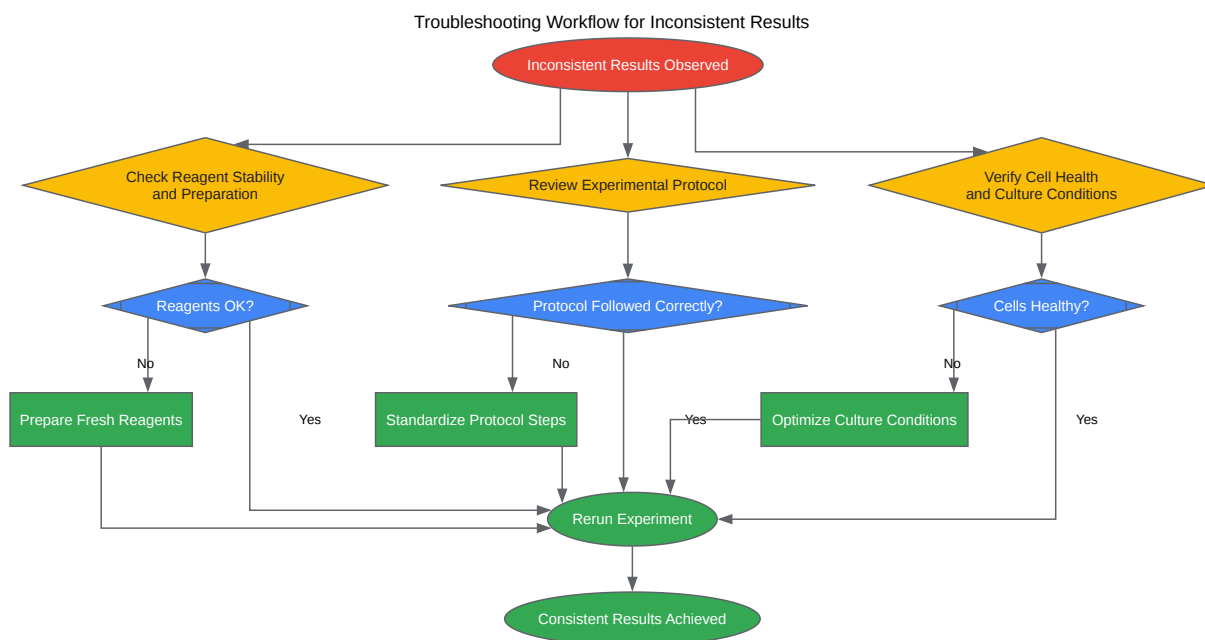 Troubleshooting Workflow for Inconsistent Results
Inconsistent Results Observed
Check Reagent Stability
and Preparation
Review Experimental Protocol
Verify Cell Health
and Culture Conditions
Reagents OK?
Protocol Followed Correctly?
Cells Healthy?
No
No
No
Prepare Fresh Reagents
Yes
Standardize Protocol Steps
Yes
Optimize Culture Conditions
Yes
Rerun Experiment
Consistent Results Achieved